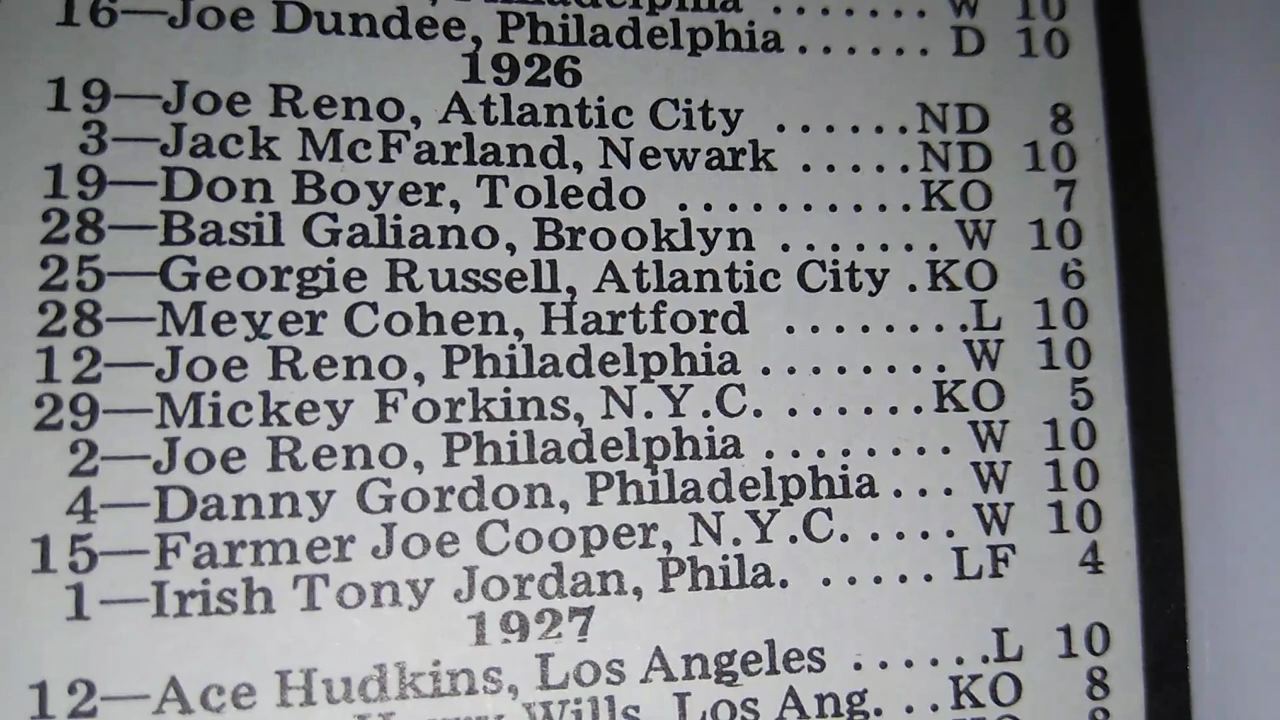 16—Joe Dundee, Philadelphia ...... D 10
1926
19—Joe Reno, Atlantic City ......ND 8
3—Jack McFarland, Newark .....ND 10
19—Don Boyer, Toledo ..........KO 7
28—Basil Galiano, Brooklyn ....... W 10
25—Georgie Russell, Atlantic City .KO 6
28—Meyer Cohen, Hartford ........L 10
12—Joe Reno, Philadelphia ........ W 10
29—Mickey Forkins, N.Y.C. .......KO 5
2—Joe Reno, Philadelphia ........ W 10
4—Danny Gordon, Philadelphia ... W 10
15—Farmer Joe Cooper, N.Y.C. ..... W 10
1—Irish Tony Jordan, Phila. ..... LF 4
1927
12—Ace Hudkins, Los Angeles ......L 10
Wills, Los Ang. ...KO 8